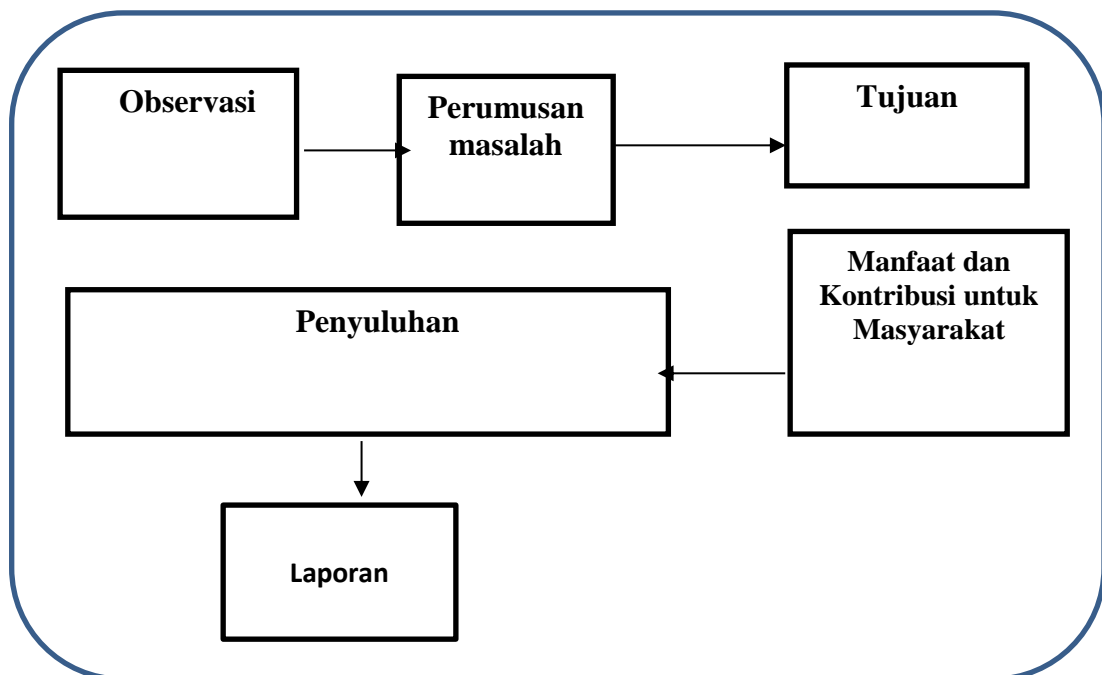 Observasi
Perumusan
masalah
Tujuan
Manfaat dan
Kontribusi untuk
Masyarakat
Penyuluhan
Laporan